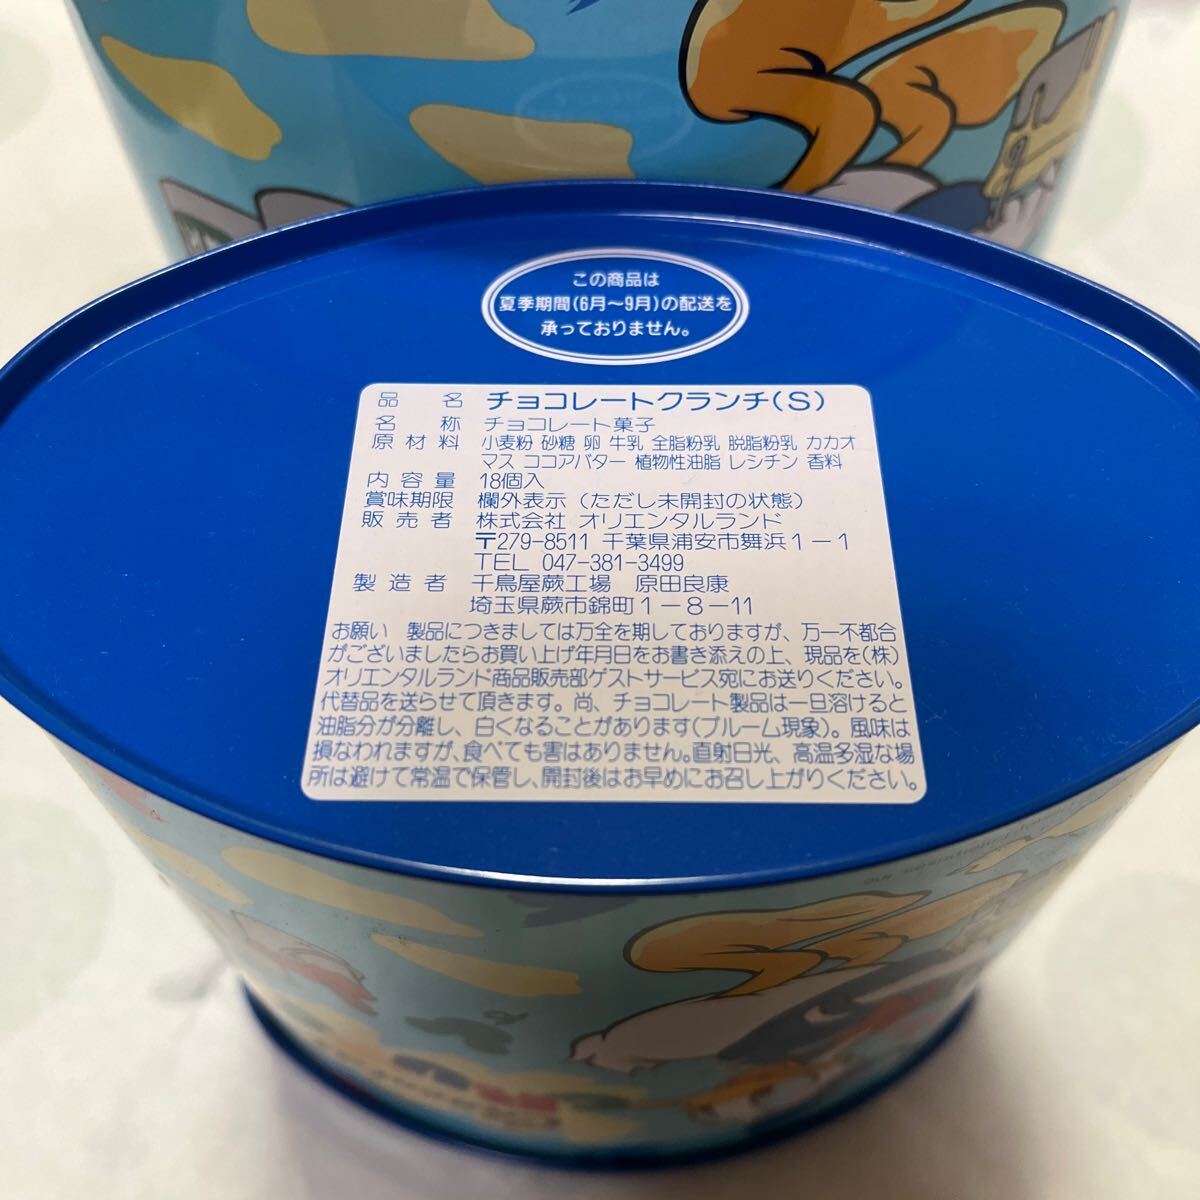 この商品は
夏季期間(6月～9月)の配送を
承っておりません。
品名 チョコレートクランチ(S)
名称 チョコレート菓子
原材料 小麦粉 砂糖 卵 牛乳 全脂粉乳 脱脂粉乳 カカオ
マス ココアバター 植物性油脂 レシチン 香料
内容量 18個入
賞味期限 欄外表示（ただし未開封の状態）
販売者 株式会社 オリエンタルランド
〒279-8511 千葉県浦安市舞浜1－1
TEL 047-381-3499
製造者 千鳥屋蕨工場 原田良康
埼玉県蕨市錦町1－8－11
お願い 製品につきましては万全を期しておりますが、万一不都合
がございましたらお買い上げ年月日をお書き添えの上、現品を(株)
オリエンタルランド商品販売部ゲストサービス宛にお送りください。
代替品を送らせて頂きます。尚、チョコレート製品は一旦溶けると
油脂分が分離し、白くなることがあります(ブルーム現象)。風味は
損なわれますが、食べても害はありません。直射日光、高温多湿な場
所は避けて常温で保管し、開封後はお早めにお召し上がりください。